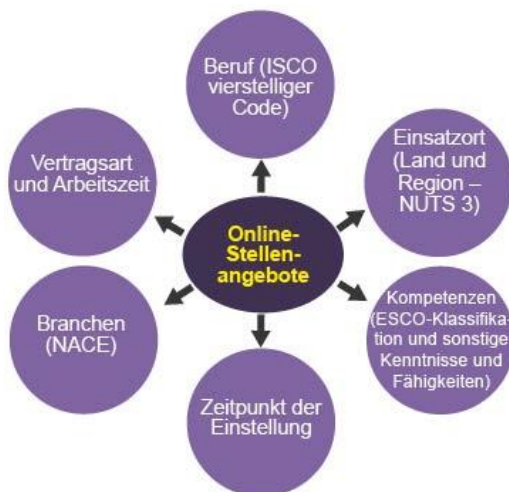 Beruf (ISCO
vierstelliger
Code)
Einsatzort
(Land und
Region –
NUTS 3)
Vertragsart
und Arbeitszeit
Online-
Stellen-
angebote
Kompetenzen
(ESCO-Klassifika-
tion und sonstige
Kenntnisse und
Fähigkeiten)
Branchen
(NACE)
Zeitpunkt der
Einstellung